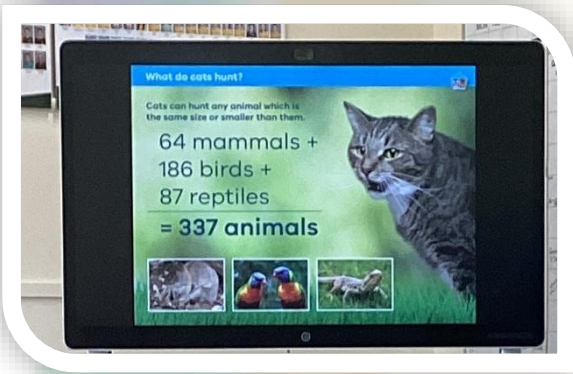 What do cats hunt?
Cats can hunt any animal which is
the same size or smaller than them.
64 mammals +
186 birds +
87 reptiles
= 337 animals